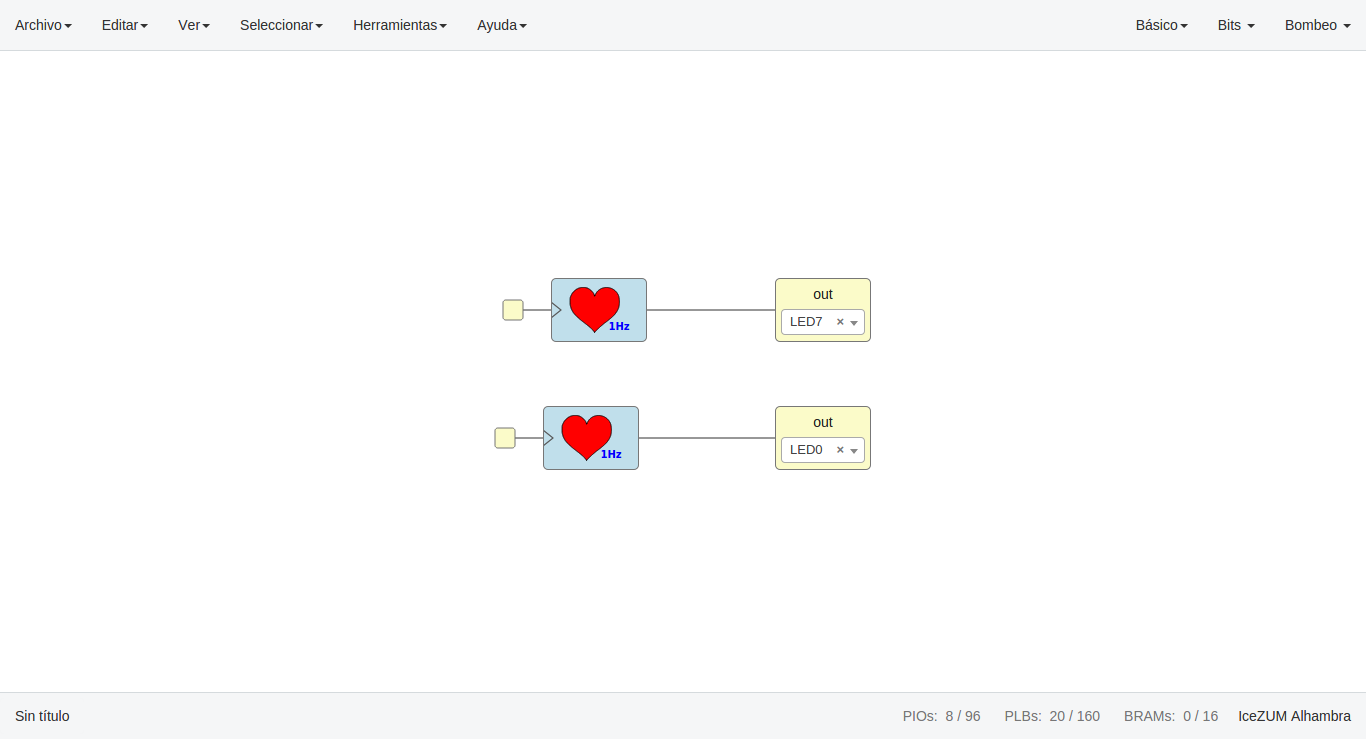 Archivo Editar Ver Seleccionar Herramientas Ayuda Básico Bits Bombeo
out
1Hz LED7 ×
out
1Hz LED0 ×
Sin título PIOs: 8 / 96 PLBs: 20 / 160 BRAMs: 0 / 16 IceZUM Alhambra